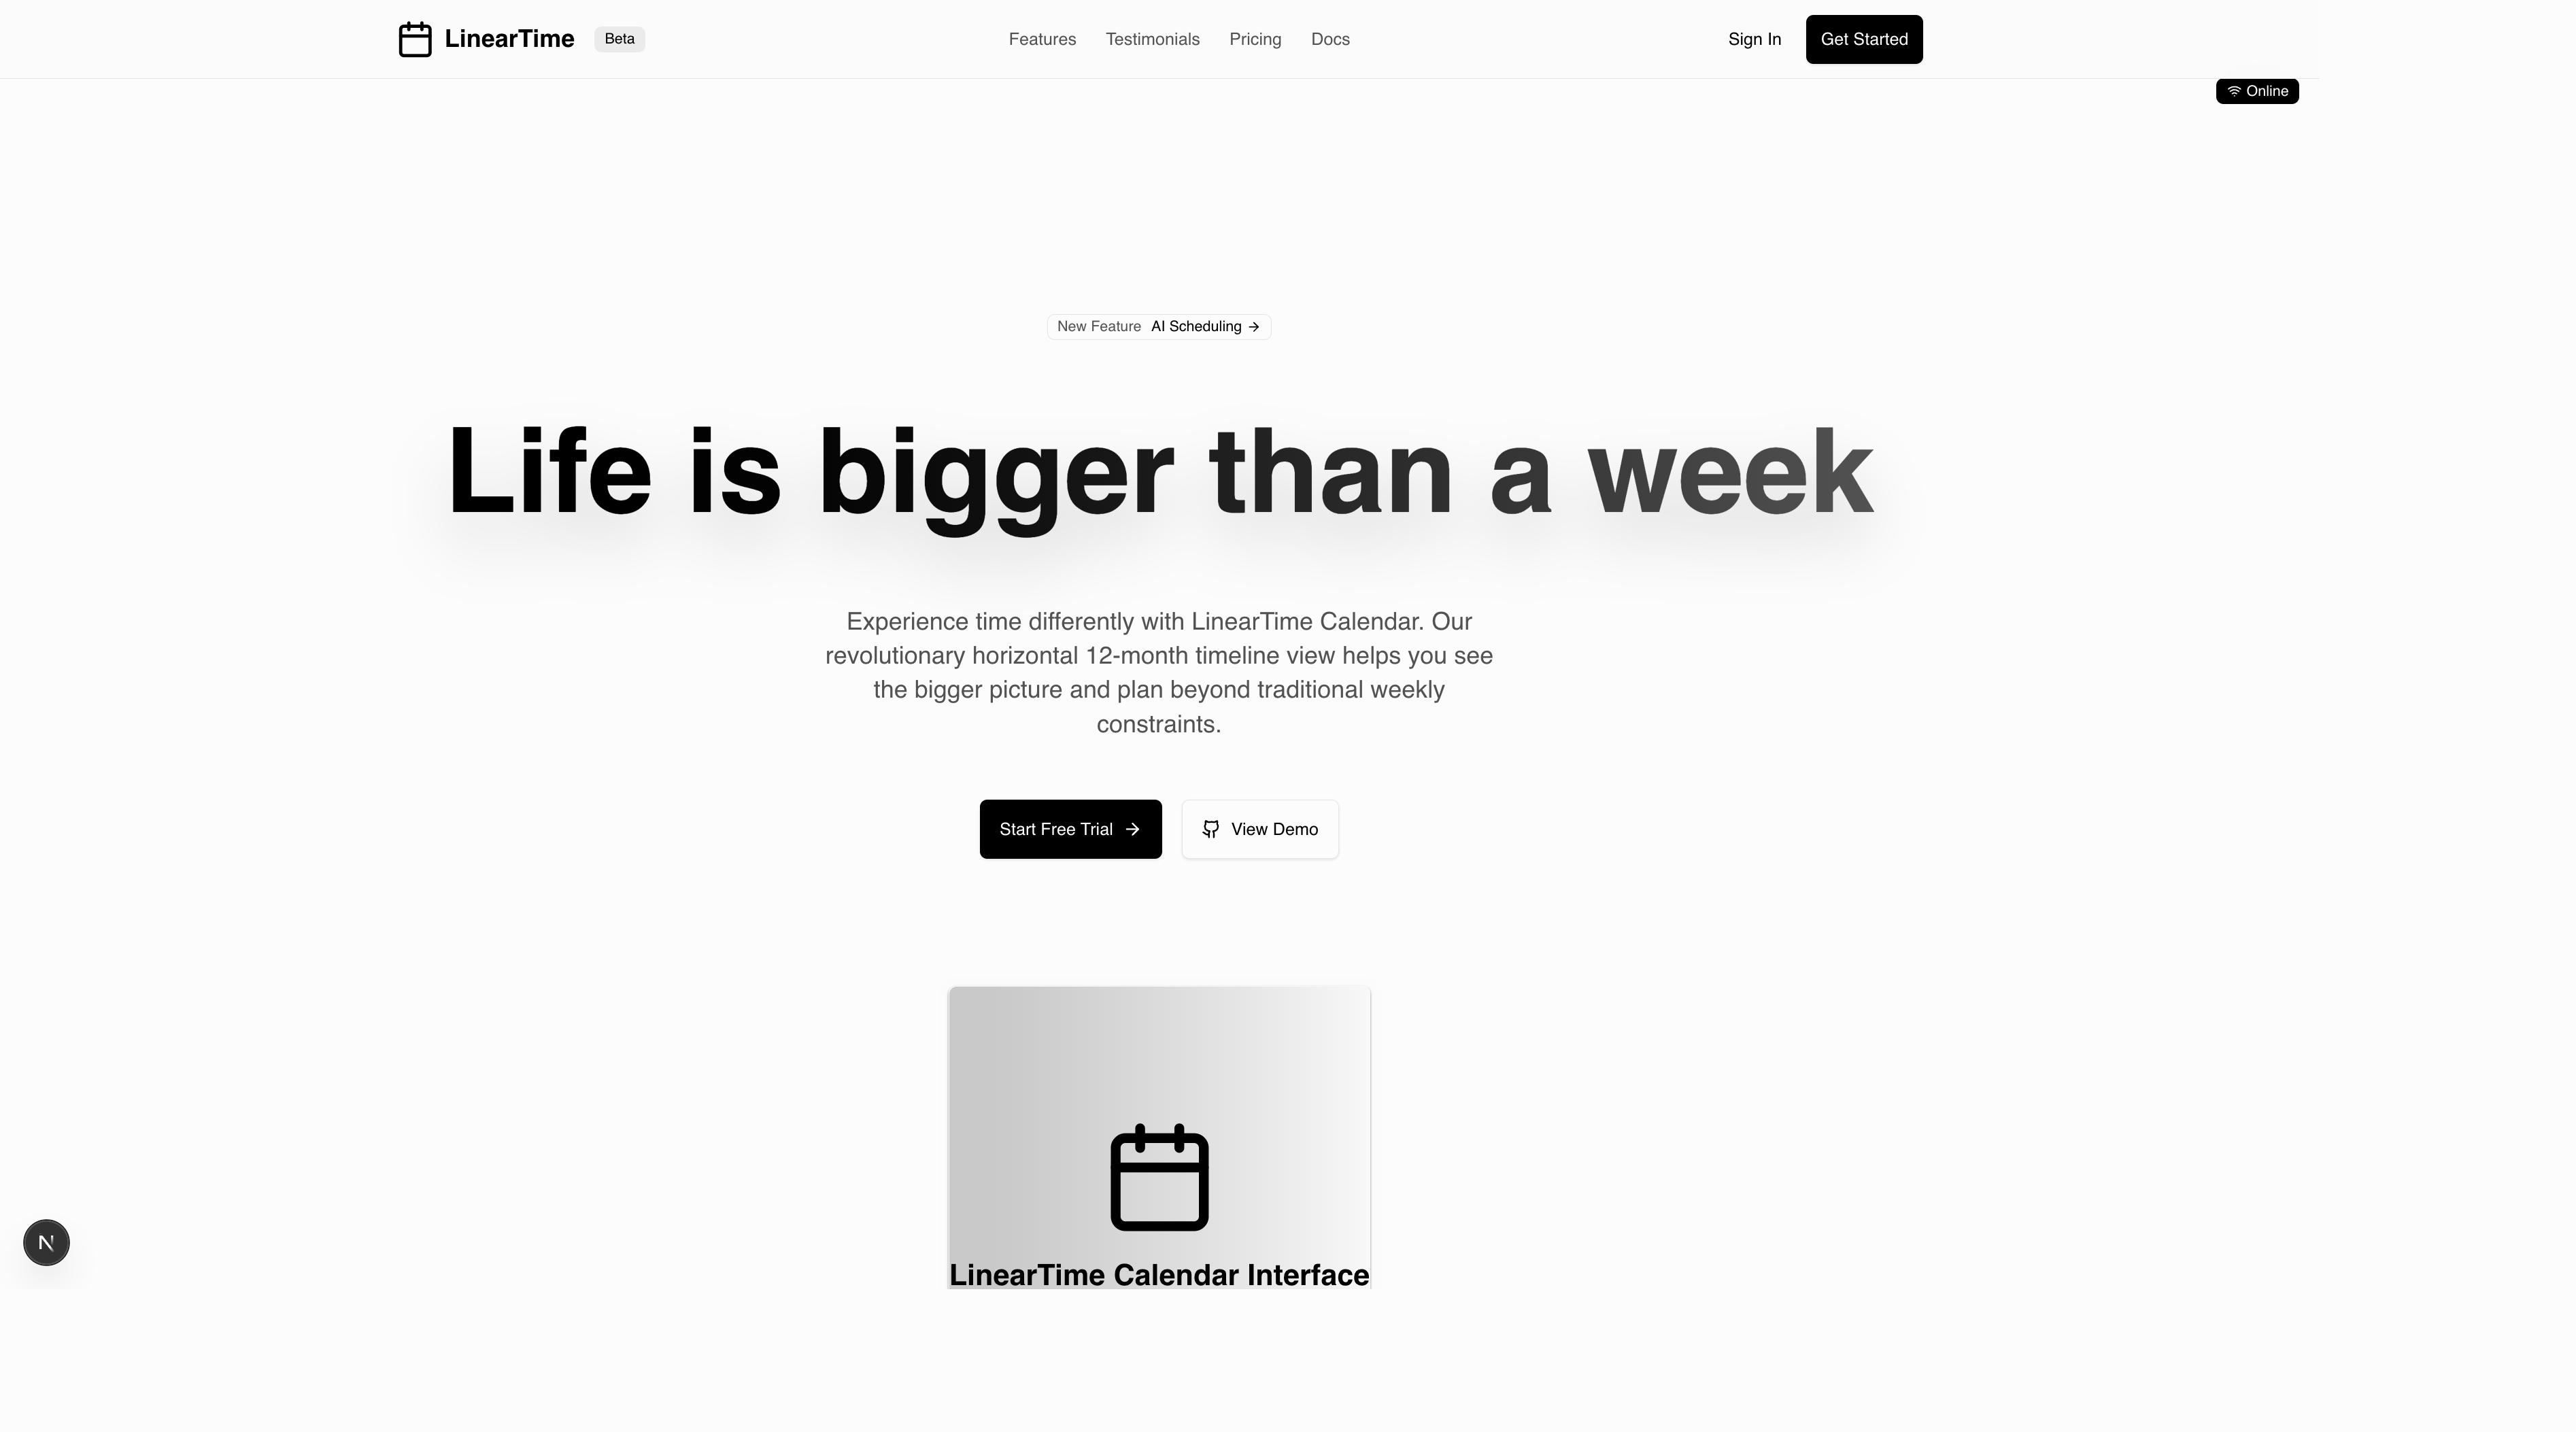 LinearTime
Beta
Features
Testimonials
Pricing
Docs
Sign In
Get Started
Online
New Feature AI Scheduling →
Life is bigger than a week
Experience time differently with LinearTime Calendar. Our
revolutionary horizontal 12-month timeline view helps you see
the bigger picture and plan beyond traditional weekly
constraints.
Start Free Trial →
View Demo
LinearTime Calendar Interface
N